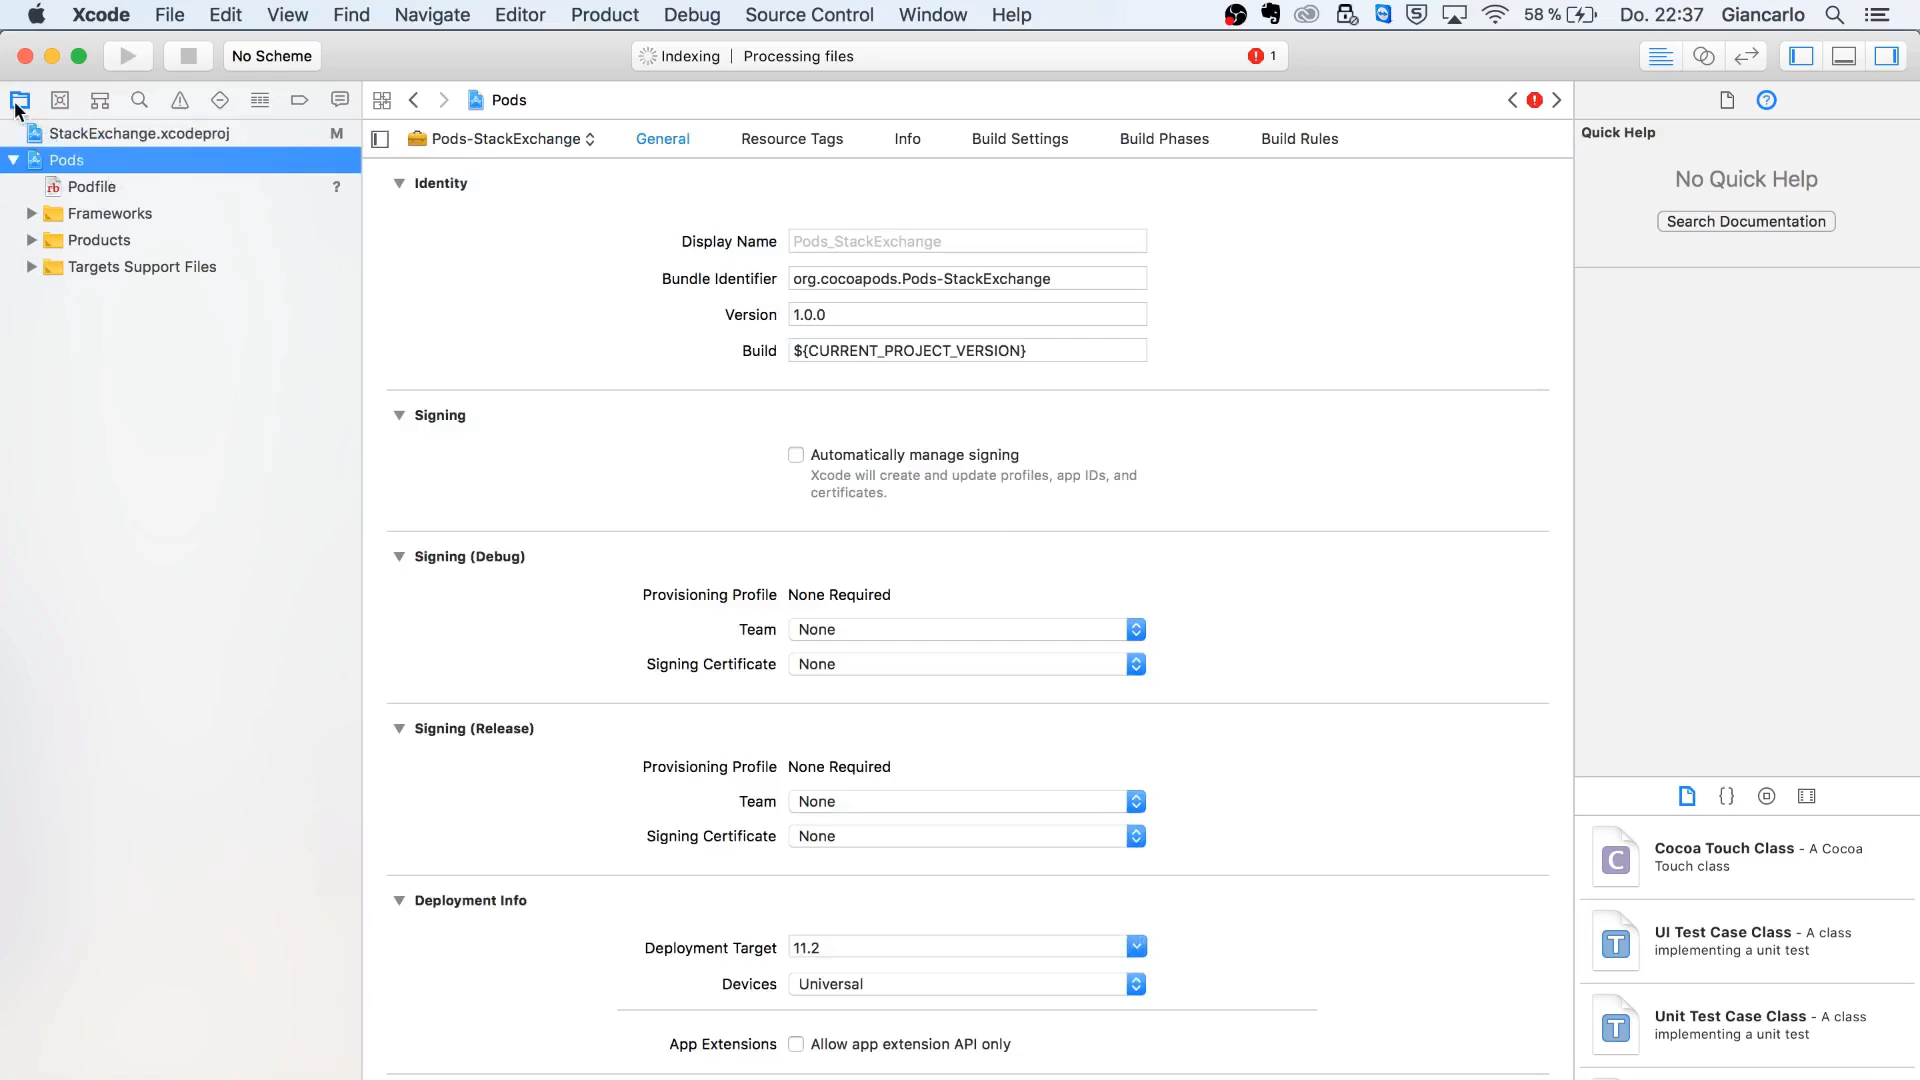 Xcode File Edit View Find Navigate Editor Product Debug Source Control Window Help 58 % Do. 22:37 Giancarlo
No Scheme Indexing | Processing files 1
Pods
StackExchange.xcodeproj M
Pods
Podfile ?
Frameworks
Products
Targets Support Files
Pods-StackExchange General Resource Tags Info Build Settings Build Phases Build Rules
Identity
Display Name Pods_StackExchange
Bundle Identifier org.cocoapods.Pods-StackExchange
Version 1.0.0
Build ${CURRENT_PROJECT_VERSION}
Signing
Automatically manage signing
Xcode will create and update profiles, app IDs, and
certificates.
Signing (Debug)
Provisioning Profile None Required
Team None
Signing Certificate None
Signing (Release)
Provisioning Profile None Required
Team None
Signing Certificate None
Deployment Info
Deployment Target 11.2
Devices Universal
App Extensions Allow app extension API only
Quick Help
No Quick Help
Search Documentation
{}
C
Cocoa Touch Class - A Cocoa
Touch class
T
UI Test Case Class - A class
implementing a unit test
T
Unit Test Case Class - A class
implementing a unit test